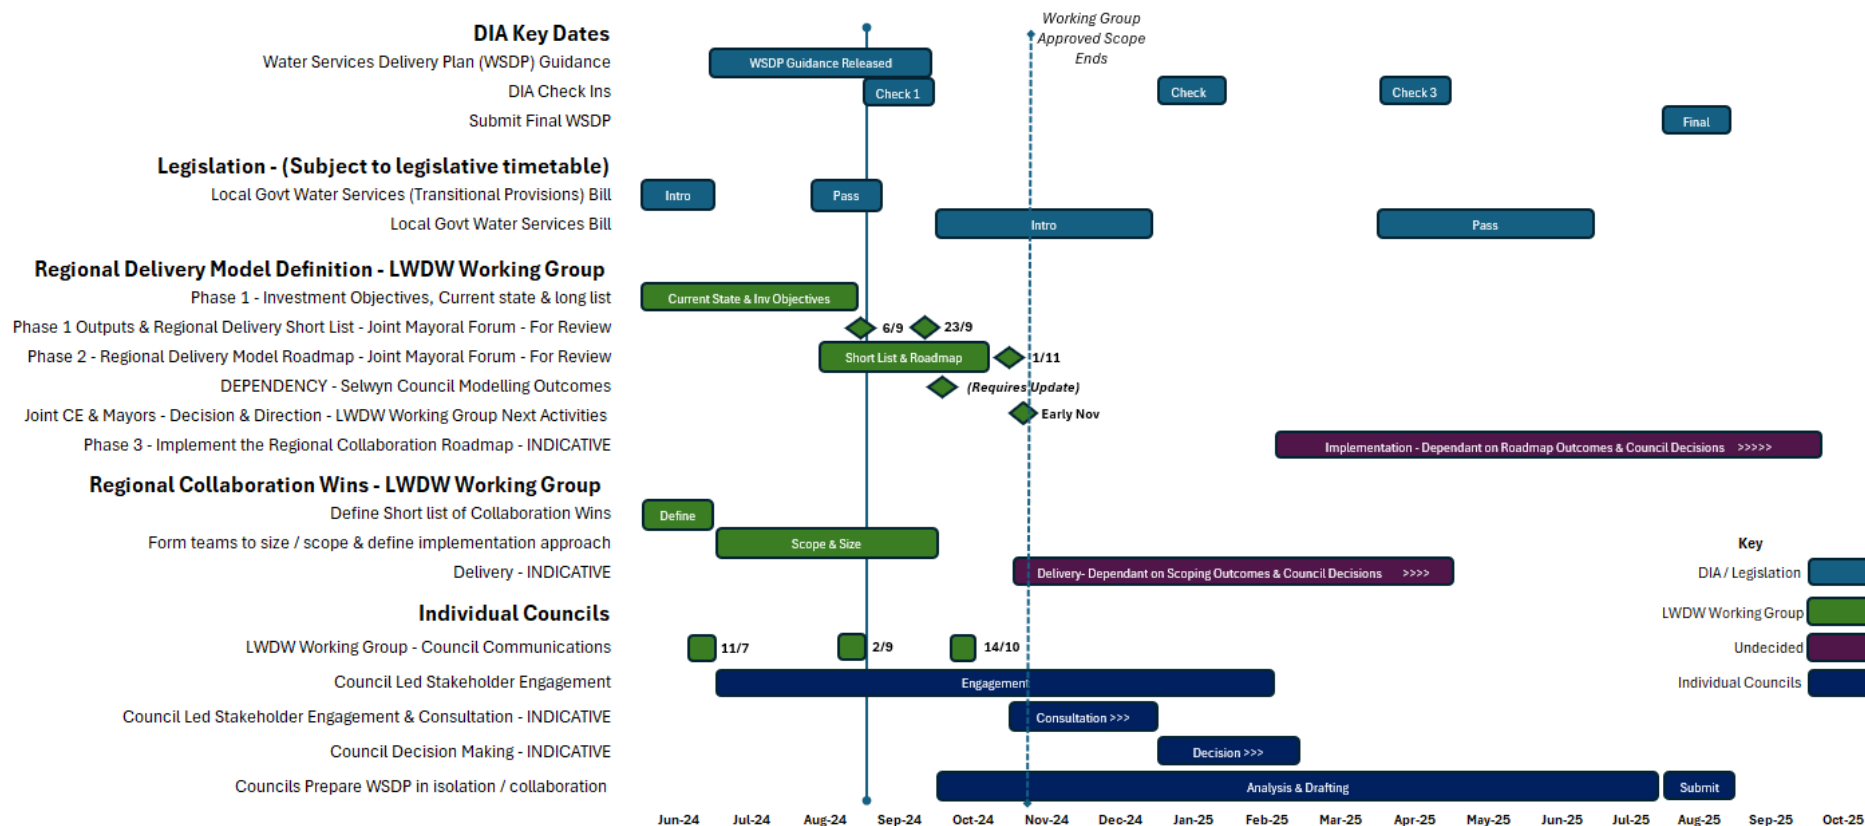 Working Group
Approved Scope
Ends
DIA Key Dates
Water Services Delivery Plan (WSDP) Guidance
WSDP Guidance Released
DIA Check Ins
Check 1
Check
Check 3
Submit Final WSDP
Final
Legislation - (Subject to legislative timetable)
Local Govt Water Services (Transitional Provisions) Bill
Intro
Pass
Local Govt Water Services Bill
Intro
Pass
Regional Delivery Model Definition - LWDW Working Group
Phase 1 - Investment Objectives, Current state & long list
Current State & Inv Objectives
Phase 1 Outputs & Regional Delivery Short List - Joint Mayoral Forum - For Review
6/9
23/9
Phase 2 - Regional Delivery Model Roadmap - Joint Mayoral Forum - For Review
Short List & Roadmap
1/11
DEPENDENCY - Selwyn Council Modelling Outcomes
(Requires Update)
Joint CE & Mayors - Decision & Direction - LWDW Working Group Next Activities
Early Nov
Phase 3 - Implement the Regional Collaboration Roadmap - INDICATIVE
Implementation - Dependant on Roadmap Outcomes & Council Decisions >>>>>
Regional Collaboration Wins - LWDW Working Group
Define Short list of Collaboration Wins
Define
Form teams to size / scope & define implementation approach
Scope & Size
Delivery - INDICATIVE
Delivery- Dependant on Scoping Outcomes & Council Decisions >>>>
Key
DIA / Legislation
LWDW Working Group
Undecided
Individual Councils
Individual Councils
LWDW Working Group - Council Communications
11/7
2/9
14/10
Council Led Stakeholder Engagement
Engagement
Council Led Stakeholder Engagement & Consultation - INDICATIVE
Consultation >>>
Council Decision Making - INDICATIVE
Decision >>>
Councils Prepare WSDP in isolation / collaboration
Analysis & Drafting
Submit
Jun-24 Jul-24 Aug-24 Sep-24 Oct-24 Nov-24 Dec-24 Jan-25 Feb-25 Mar-25 Apr-25 May-25 Jun-25 Jul-25 Aug-25 Sep-25 Oct-25